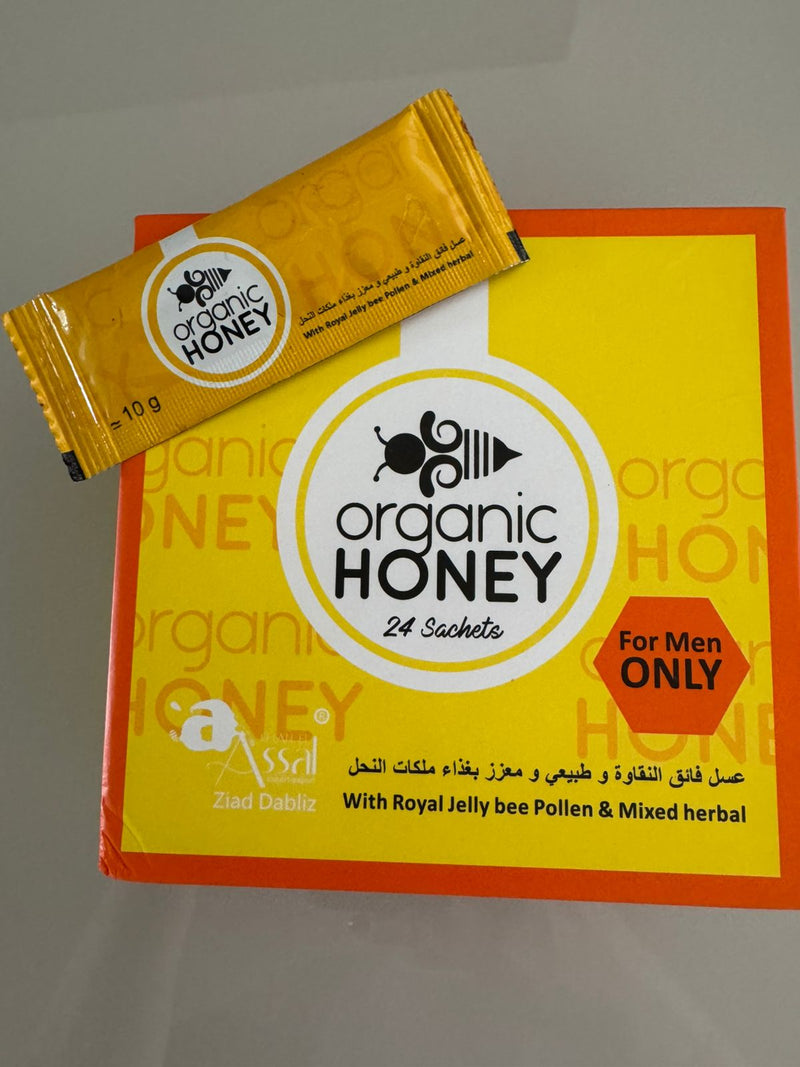 عسل فائق النقاوة و طبيعي و معزز بغذاء ملكات النحل
With Royal Jelly bee Pollen & Mixed herbal
organic
HONEY
≃10 g
organic
HONEY
24 Sachets
For Men
ONLY
a
Assal
Ziad Dabliz
®
عسل فائق النقاوة و طبيعي و معزز بغذاء ملكات النحل
With Royal Jelly bee Pollen & Mixed herbal
organic
HONEY